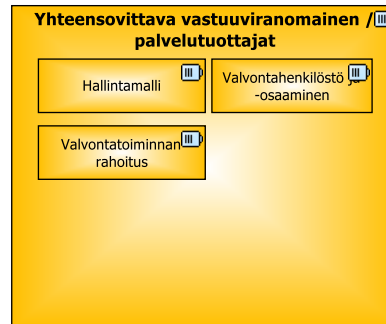 Yhteensovittava vastuuviranomainen /
palvelutuottajat
Hallintamalli
Valvontahenkilöstö ja
-osaaminen
Valvontatoiminnan
rahoitus